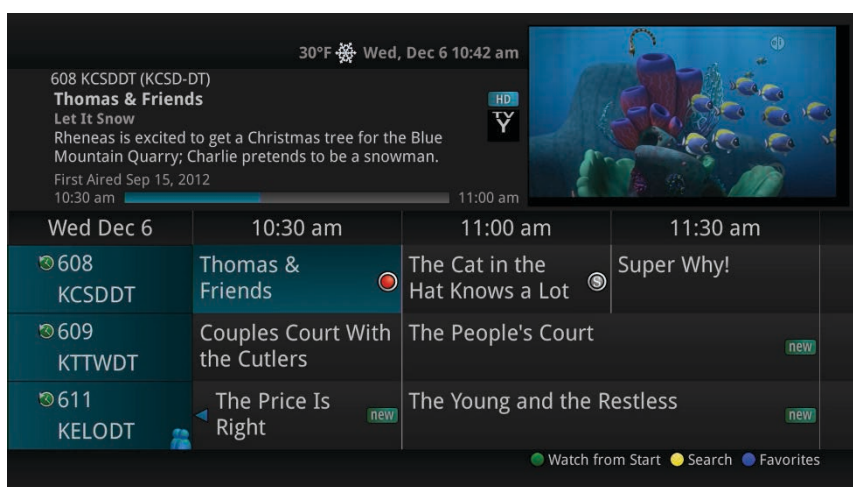 30°F Wed, Dec 6 10:42 am
608 KCSDDT (KCSD-DT)
Thomas & Friends
HD
Let It Snow
TV
Y
Rheneas is excited to get a Christmas tree for the Blue
Mountain Quarry; Charlie pretends to be a snowman.
First Aired Sep 15, 2012
10:30 am 11:00 am
Wed Dec 6 10:30 am 11:00 am 11:30 am
608
KCSDDT
Thomas &
Friends
The Cat in the
Hat Knows a Lot
S
Super Why!
609
KTTWDT
Couples Court With
the Cutlers
The People's Court
new
611
KELODT
The Price Is
Right
new
The Young and the Restless
new
Watch from Start Search Favorites